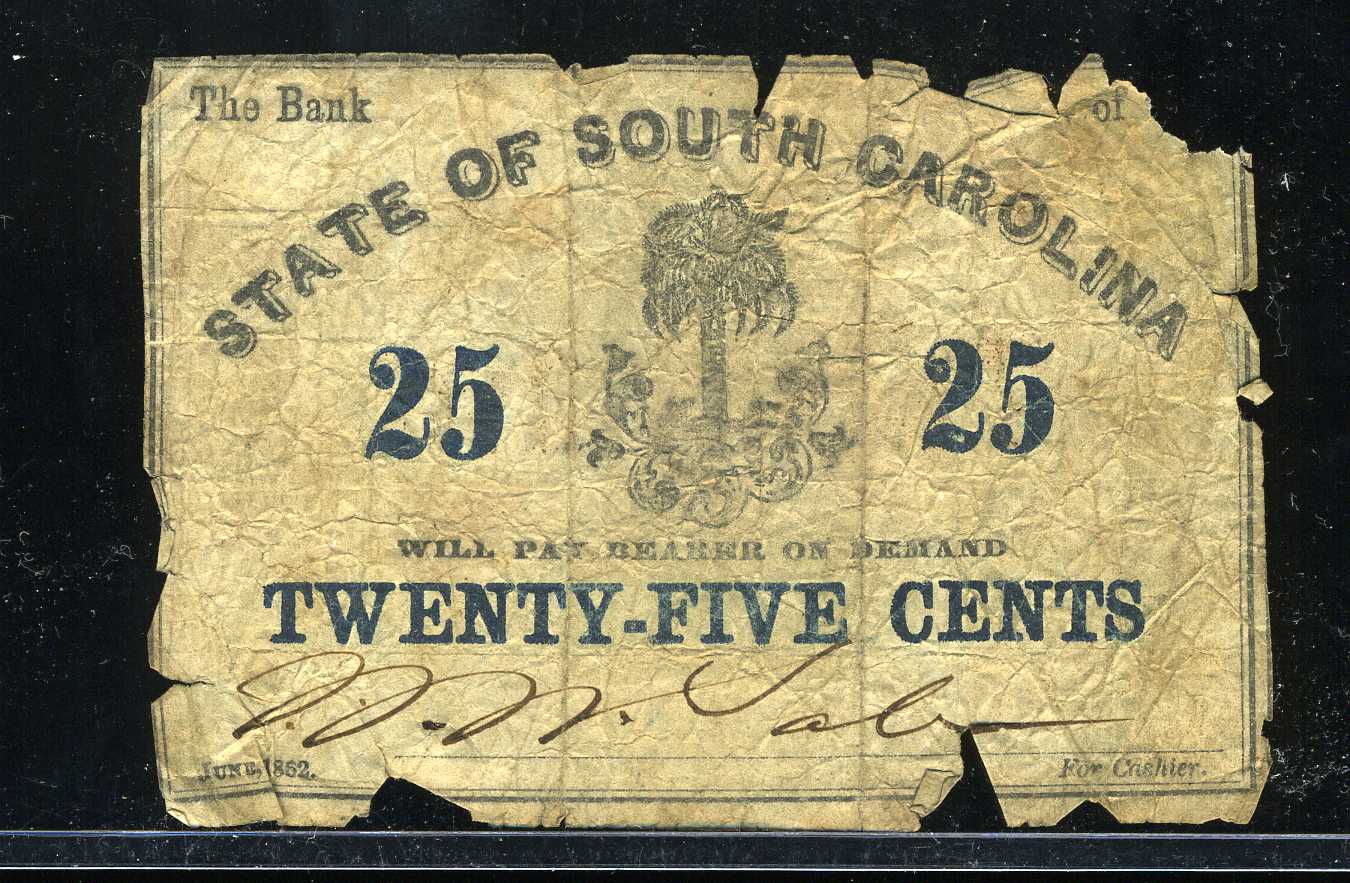 The Bank of
STATE OF SOUTH CAROLINA
25 25
WILL PAY BEARER ON DEMAND
TWENTY-FIVE CENTS
JUNE, 1862.
For Cashier.